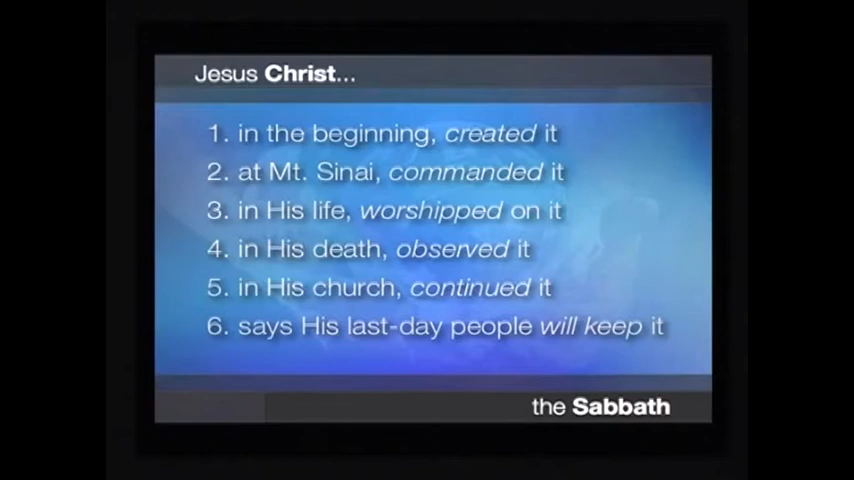 Jesus Christ...
1. in the beginning, created it
2. at Mt. Sinai, commanded it
3. in His life, worshipped on it
4. in His death, observed it
5. in His church, continued it
6. says His last-day people will keep it
the Sabbath